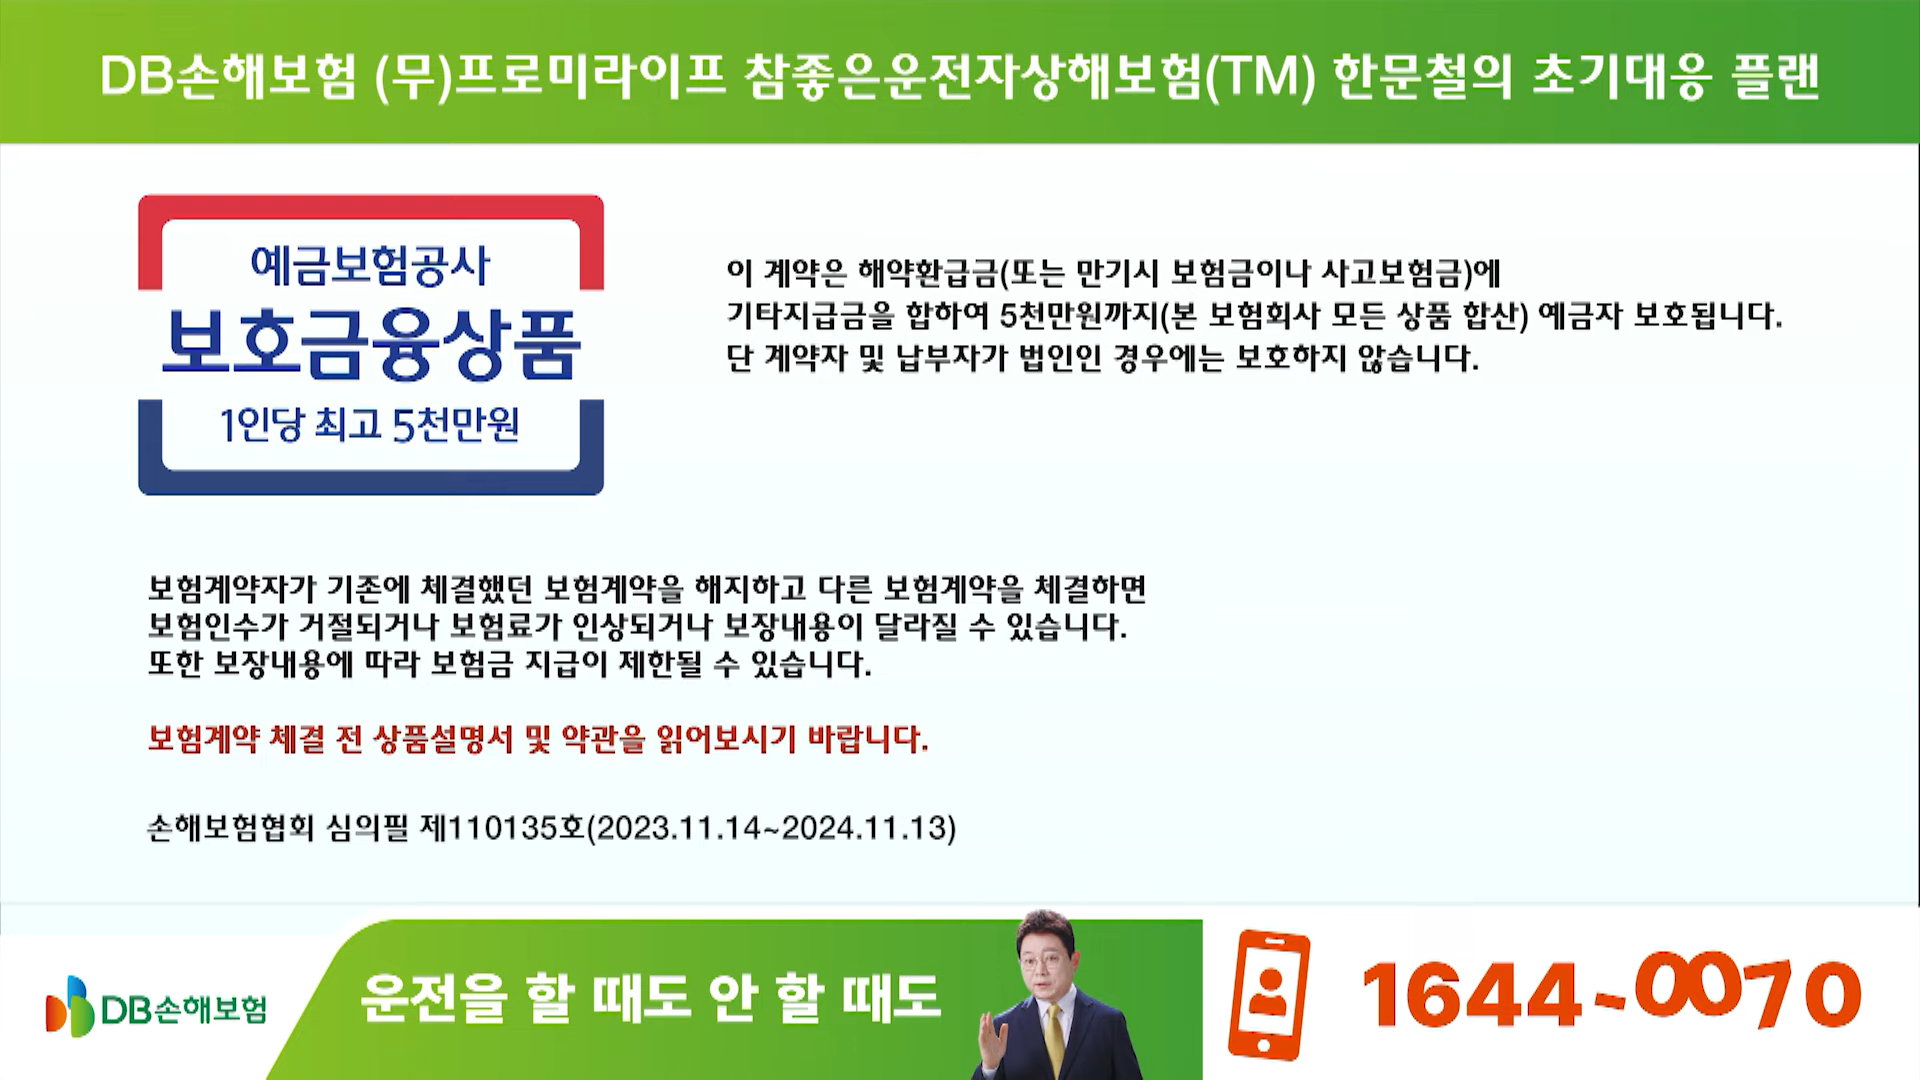 DB손해보험 (무)프로미라이프 참좋은운전자상해보험(TM) 한문철의 초기대응 플랜
예금보험공사
보호금융상품
1인당 최고 5천만원
이 계약은 해약환급금(또는 만기시 보험금이나 사고보험금)에
기타지급금을 합하여 5천만원까지(본 보험회사 모든 상품 합산) 예금자 보호됩니다.
단 계약자 및 납부자가 법인인 경우에는 보호하지 않습니다.
보험계약자가 기존에 체결했던 보험계약을 해지하고 다른 보험계약을 체결하면
보험인수가 거절되거나 보험료가 인상되거나 보장내용이 달라질 수 있습니다.
또한 보장내용에 따라 보험금 지급이 제한될 수 있습니다.
보험계약 체결 전 상품설명서 및 약관을 읽어보시기 바랍니다.
손해보험협회 심의필 제110135호(2023.11.14~2024.11.13)
DB손해보험
운전을 할 때도 안 할 때도
1644-0070